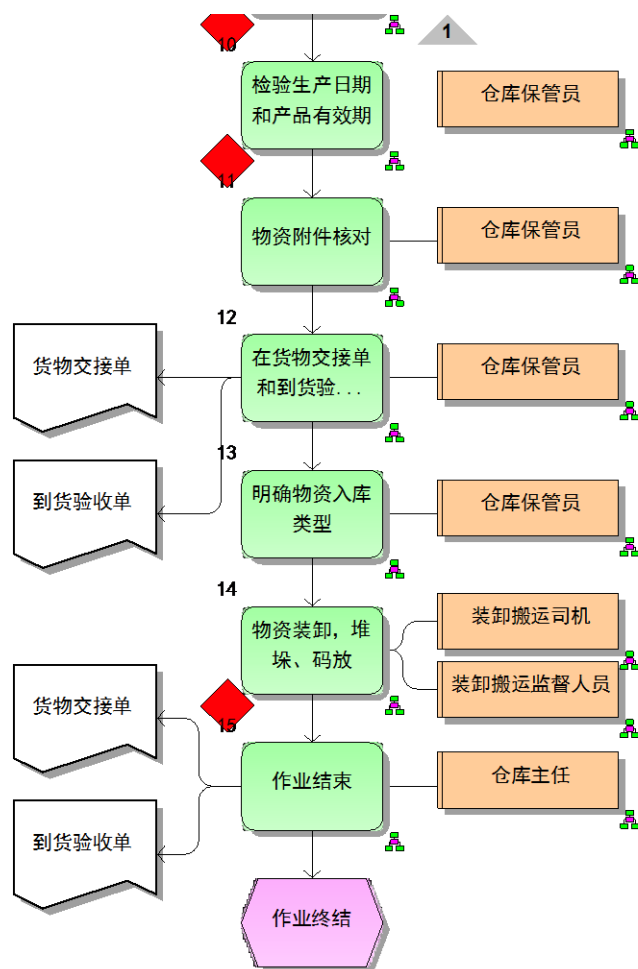 10
1
检验生产日期
和产品有效期
仓库保管员
11
物资附件核对
仓库保管员
12
货物交接单
在货物交接单
和到货验...
仓库保管员
13
到货验收单
明确物资入库
类型
仓库保管员
14
物资装卸，堆
垛、码放
装卸搬运司机
装卸搬运监督人员
15
货物交接单
作业结束
仓库主任
到货验收单
作业终结